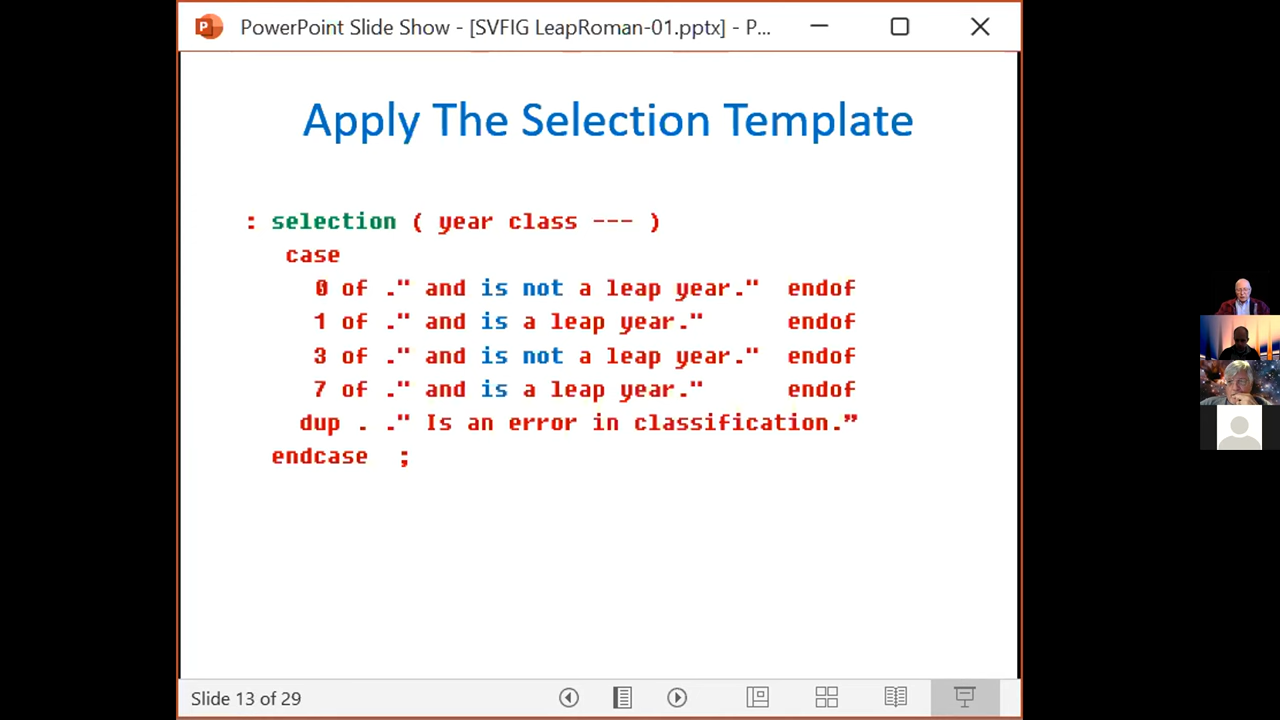 PowerPoint Slide Show - [SVFIG LeapRoman-01.pptx] - P...
Apply The Selection Template
: selection ( year class --- )
case
0 of ." and is not a leap year." endof
1 of ." and is a leap year." endof
3 of ." and is not a leap year." endof
7 of ." and is a leap year." endof
dup . ." Is an error in classification.”
endcase ;
Slide 13 of 29